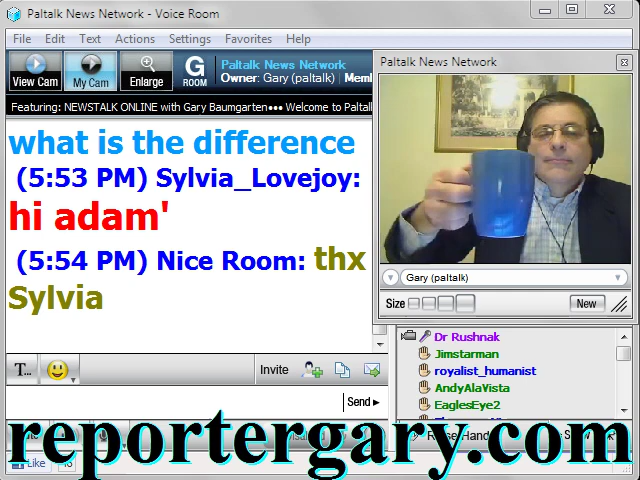 Paltalk News Network - Voice Room
File Edit Text Actions Settings Favorites Help
View Cam
My Cam
Enlarge
G
ROOM
Paltalk News Network
Owner: Gary (paltalk) | Memb
Featuring: NEWSTALK ONLINE with Gary Baumgarten●●● Welcome to Paltalk
what is the difference
(5:53 PM) Sylvia_Lovejoy:
hi adam'
(5:54 PM) Nice Room: thx
Sylvia
Paltalk News Network
Gary (paltalk)
Size
New
Dr Rushnak
Jimstarman
royalist_humanist
AndyAlaVista
EaglesEye2
T...
Invite
Send
reportergary.com
Like